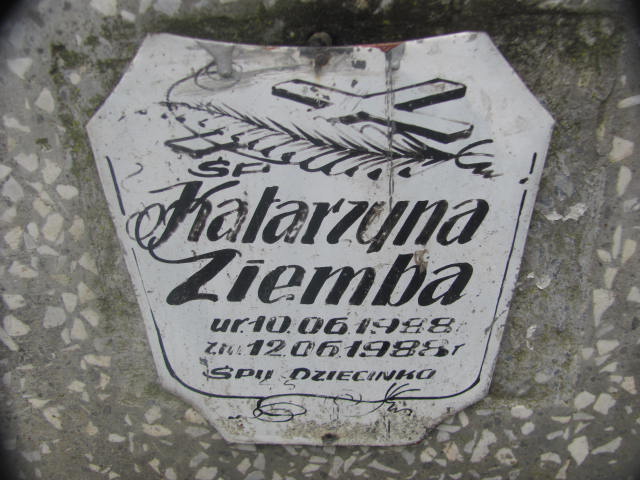 ŚP
Katarzyna
Ziemba
ur 10.06.1988
zm 12.06.1988 r
ŚPIJ DZIECINKO